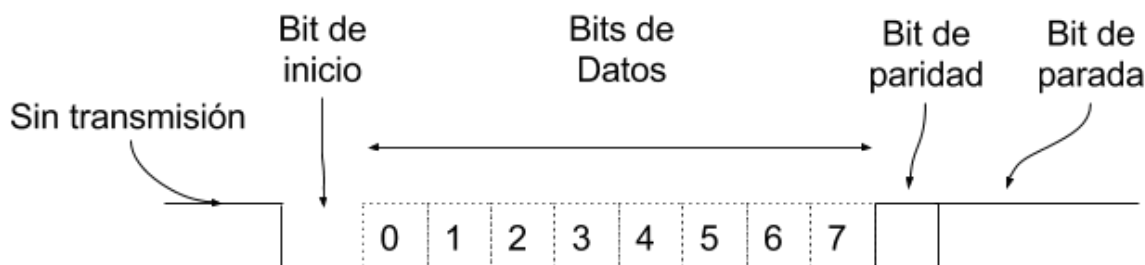 Bit de
inicio
Bits de
Datos
Bit de
paridad
Bit de
parada
Sin transmisión
0 1 2 3 4 5 6 7